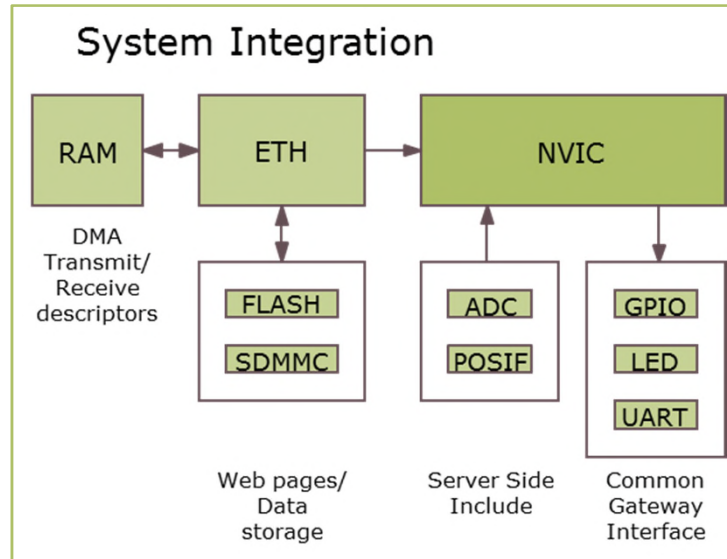 System Integration
RAM
ETH
NVIC
DMA
Transmit/
Receive
descriptors
FLASH
SDMMC
ADC
POSIF
GPIO
LED
UART
Web pages/
Data
storage
Server Side
Include
Common
Gateway
Interface